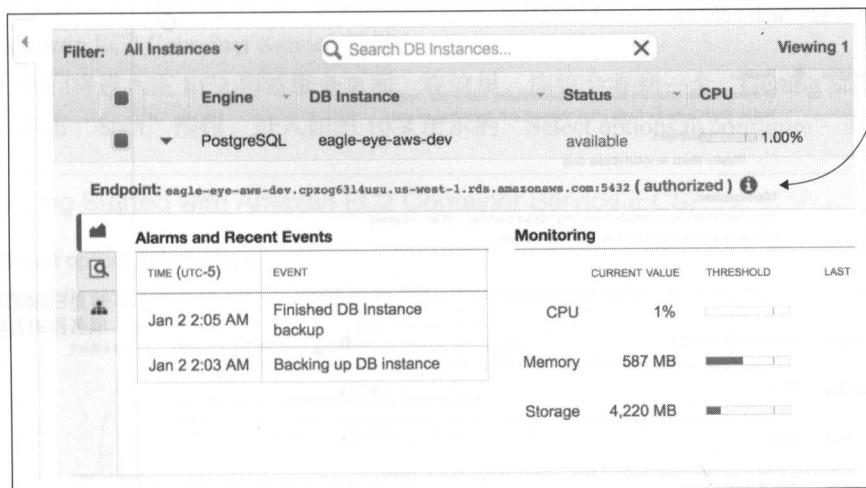 Filter: All Instances Search DB Instances... Viewing 1
Engine DB Instance Status CPU
PostgreSQL eagle-eye-aws-dev available 1.00%
Endpoint: eagle-eye-aws-dev.cpxog6314usu.us-west-1.rds.amazonaws.com:5432 ( authorized )
Alarms and Recent Events Monitoring
TIME (UTC-5) EVENT CURRENT VALUE THRESHOLD LAST
Jan 2 2:05 AM Finished DB Instance
backup
CPU 1%
Jan 2 2:03 AM Backing up DB instance
Memory 587 MB
Storage 4,220 MB